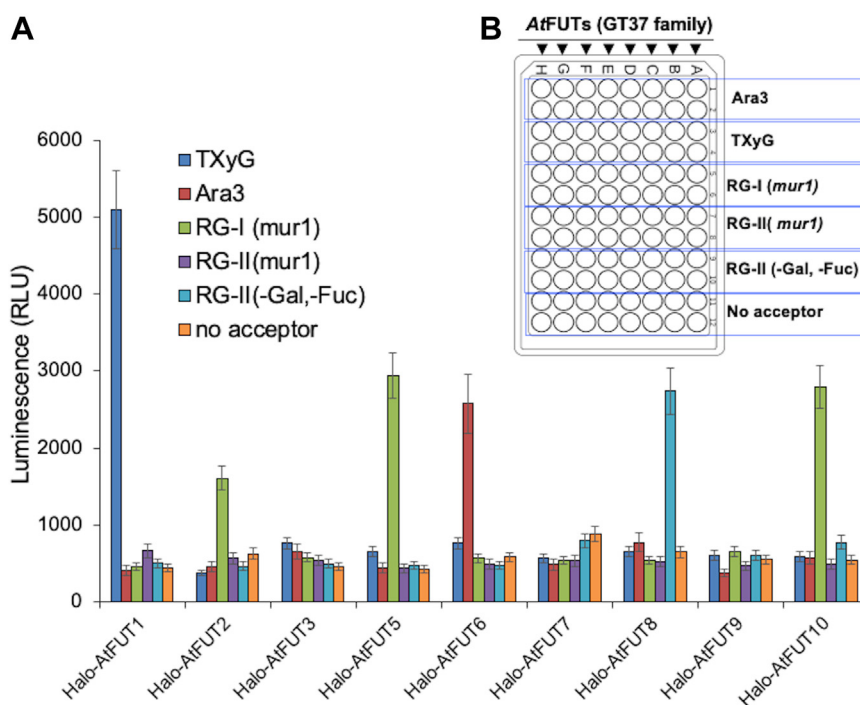 A
Luminescence (RLU)
6000
5000
4000
3000
2000
1000
0
TXyG
Ara3
RG-I (mur1)
RG-II(mur1)
RG-II(-Gal,-Fuc)
no acceptor
Halo-AtFUT1
Halo-AtFUT2
Halo-AtFUT3
Halo-AtFUT5
Halo-AtFUT6
Halo-AtFUT7
Halo-AtFUT8
Halo-AtFUT9
Halo-AtFUT10
B
AtFUTs (GT37 family)
H G F E D C B A
1
2
3
4
5
6
7
8
9
10
11
12
Ara3
TXyG
RG-I (mur1)
RG-II( mur1)
RG-II (-Gal, -Fuc)
No acceptor